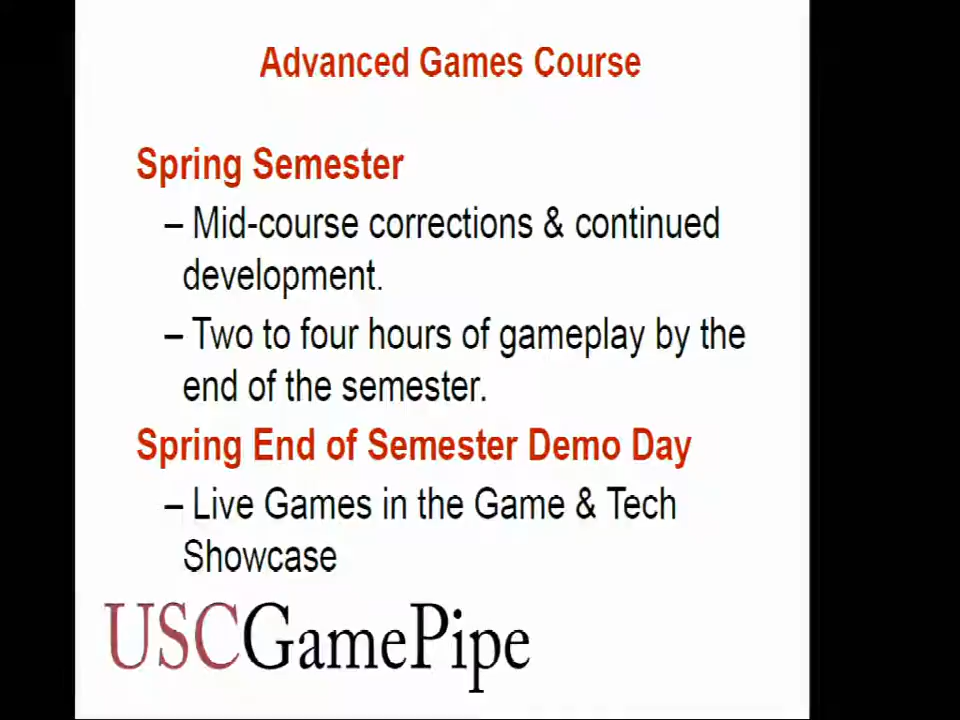 Advanced Games Course
Spring Semester
– Mid-course corrections & continued
development.
– Two to four hours of gameplay by the
end of the semester.
Spring End of Semester Demo Day
– Live Games in the Game & Tech
Showcase
USCGamePipe